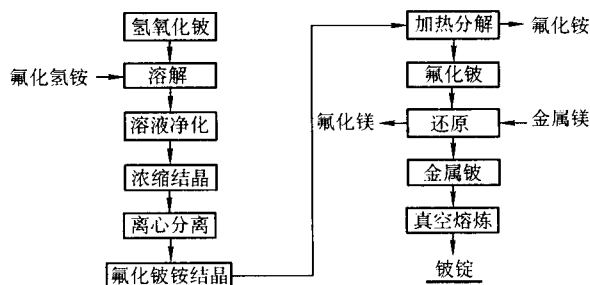 氢氧化铍
氟化氢铵
溶解
溶液净化
浓缩结晶
离心分离
氟化铍铵结晶
加热分解
氟化铵
氟化铍
氟化镁
还原
金属镁
金属铍
真空熔炼
铍锭